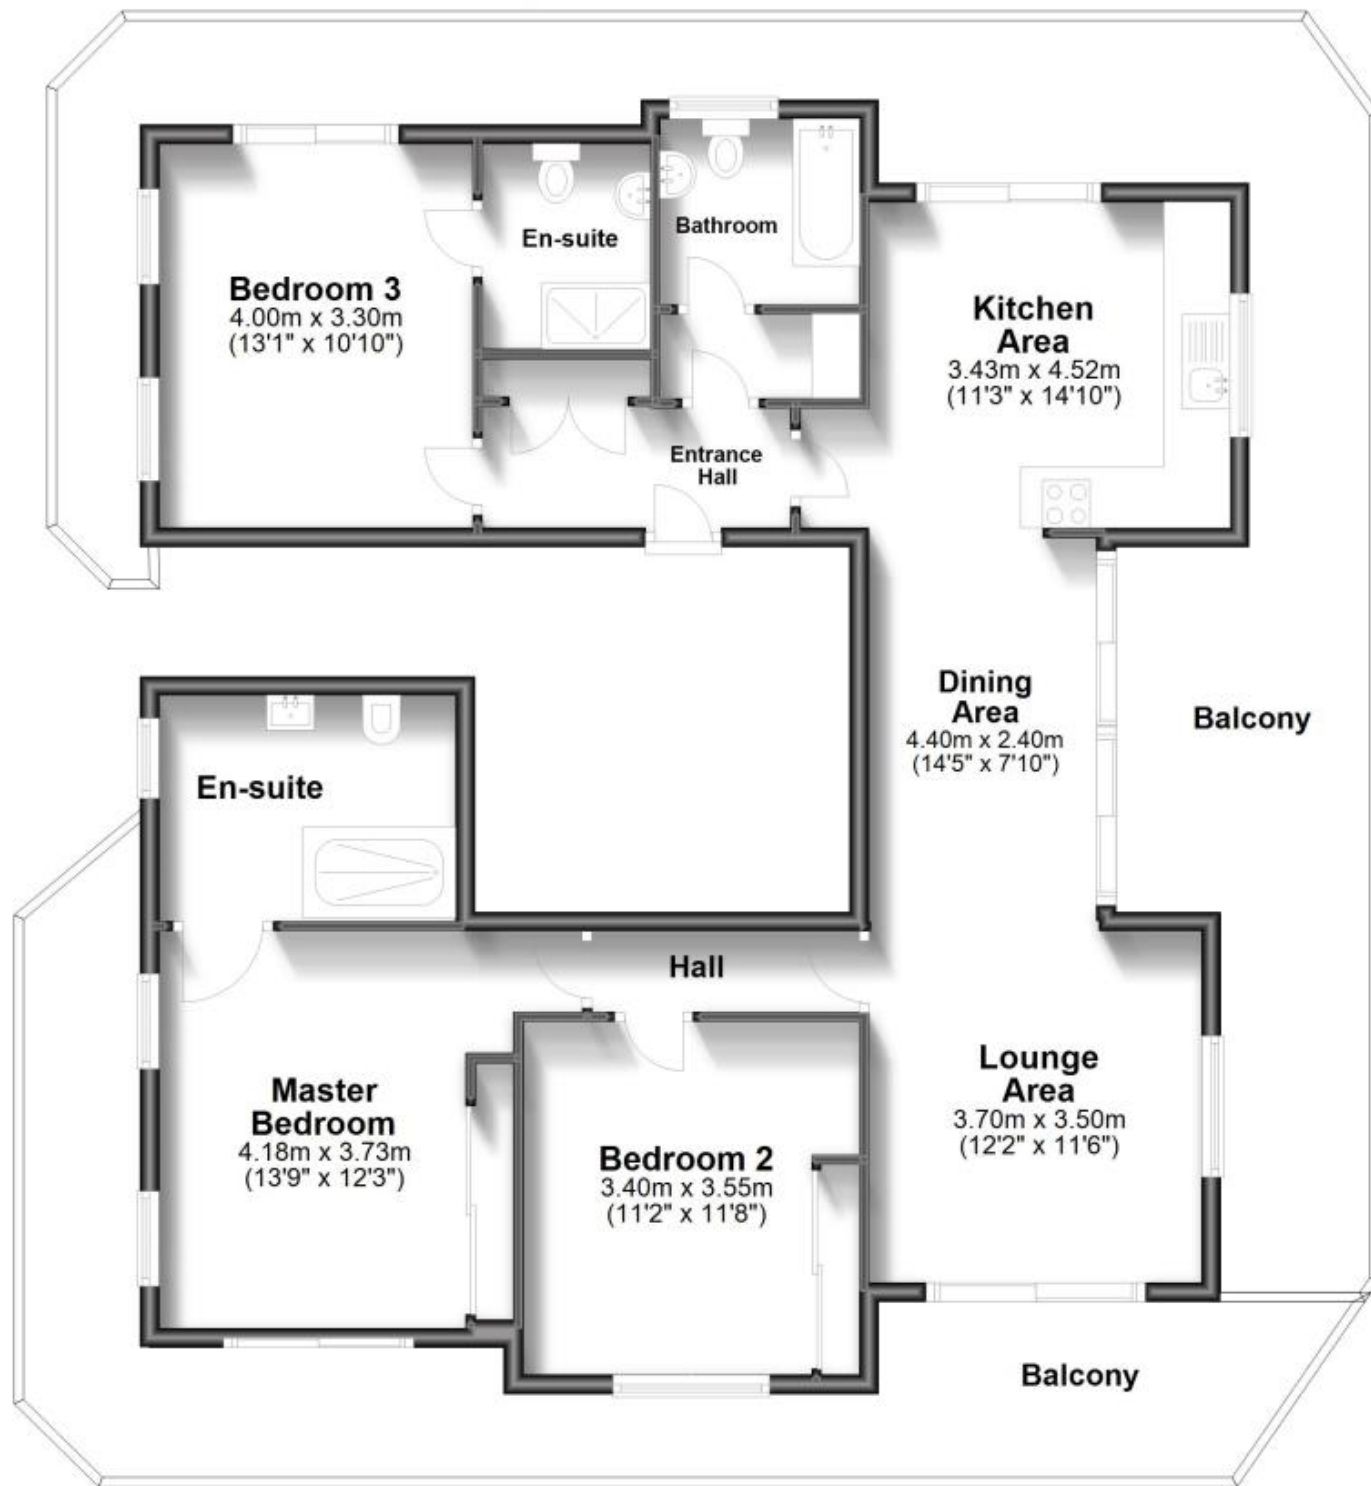 En-suite
Bathroom
Bedroom 3
4.00m x 3.30m
(13'1" x 10'10")
Kitchen
Area
3.43m x 4.52m
(11'3" x 14'10")
Entrance
Hall
Dining
Area
4.40m x 2.40m
(14'5" x 7'10")
Balcony
En-suite
Hall
Master
Bedroom
4.18m x 3.73m
(13'9" x 12'3")
Bedroom 2
3.40m x 3.55m
(11'2" x 11'8")
Lounge
Area
3.70m x 3.50m
(12'2" x 11'6")
Balcony